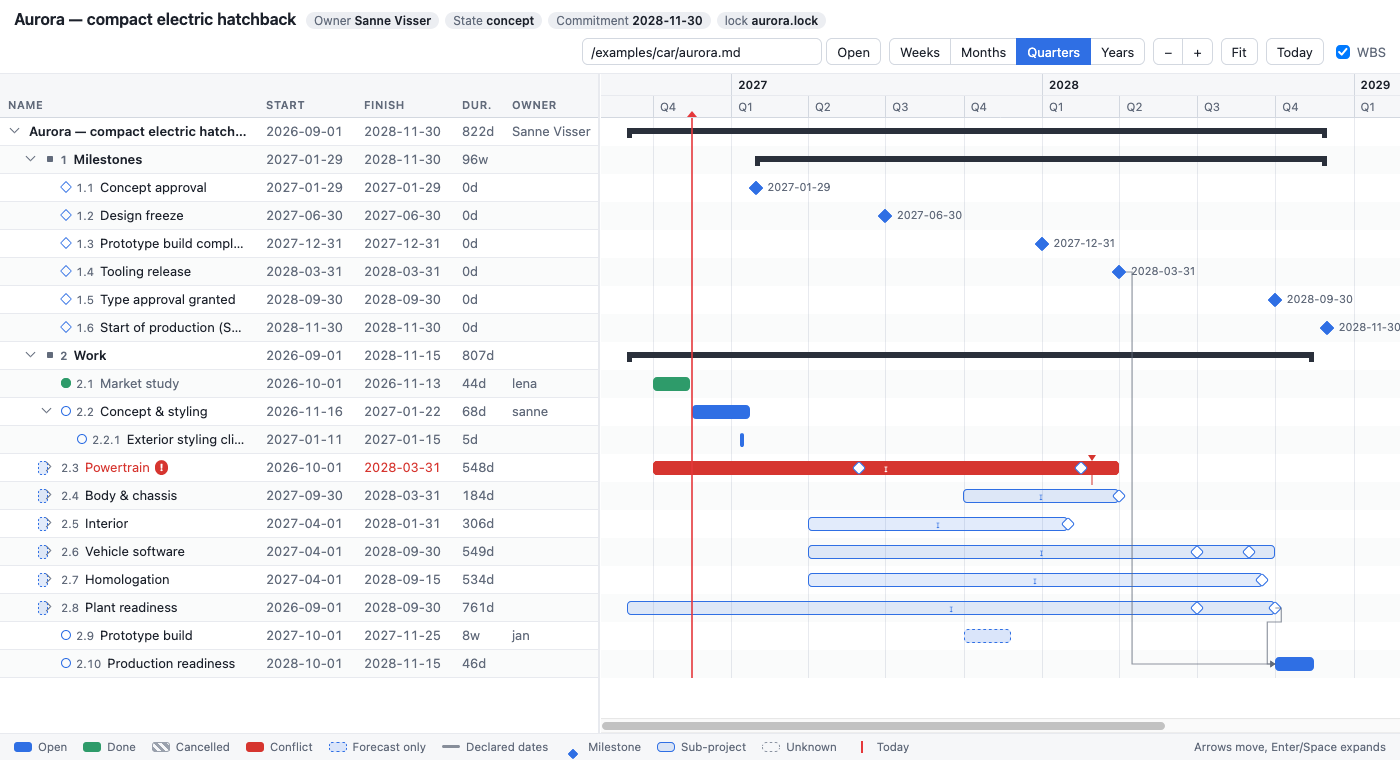 Aurora — compact electric hatchback Owner Sanne Visser State concept Commitment 2028-11-30 lock aurora.lock
/examples/car/aurora.md Open Weeks Months Quarters Years − + Fit Today WBS
2027 2028 2029
NAME START FINISH DUR. OWNER Q4 Q1 Q2 Q3 Q4 Q1 Q2 Q3 Q4 Q1
Aurora — compact electric hatch... 2026-09-01 2028-11-30 822d Sanne Visser
1 Milestones 2027-01-29 2028-11-30 96w
1.1 Concept approval 2027-01-29 2027-01-29 0d 2027-01-29
1.2 Design freeze 2027-06-30 2027-06-30 0d 2027-06-30
1.3 Prototype build compl... 2027-12-31 2027-12-31 0d 2027-12-31
1.4 Tooling release 2028-03-31 2028-03-31 0d 2028-03-31
1.5 Type approval granted 2028-09-30 2028-09-30 0d 2028-09-30
1.6 Start of production (S... 2028-11-30 2028-11-30 0d 2028-11-30
2 Work 2026-09-01 2028-11-15 807d
2.1 Market study 2026-10-01 2026-11-13 44d lena
2.2 Concept & styling 2026-11-16 2027-01-22 68d sanne
2.2.1 Exterior styling cli... 2027-01-11 2027-01-15 5d
2.3 Powertrain ! 2026-10-01 2028-03-31 548d
2.4 Body & chassis 2027-09-30 2028-03-31 184d
2.5 Interior 2027-04-01 2028-01-31 306d
2.6 Vehicle software 2027-04-01 2028-09-30 549d
2.7 Homologation 2027-04-01 2028-09-15 534d
2.8 Plant readiness 2026-09-01 2028-09-30 761d
2.9 Prototype build 2027-10-01 2027-11-25 8w jan
2.10 Production readiness 2028-10-01 2028-11-15 46d
Open Done Cancelled Conflict Forecast only Declared dates Milestone Sub-project Unknown Today Arrows move, Enter/Space expands